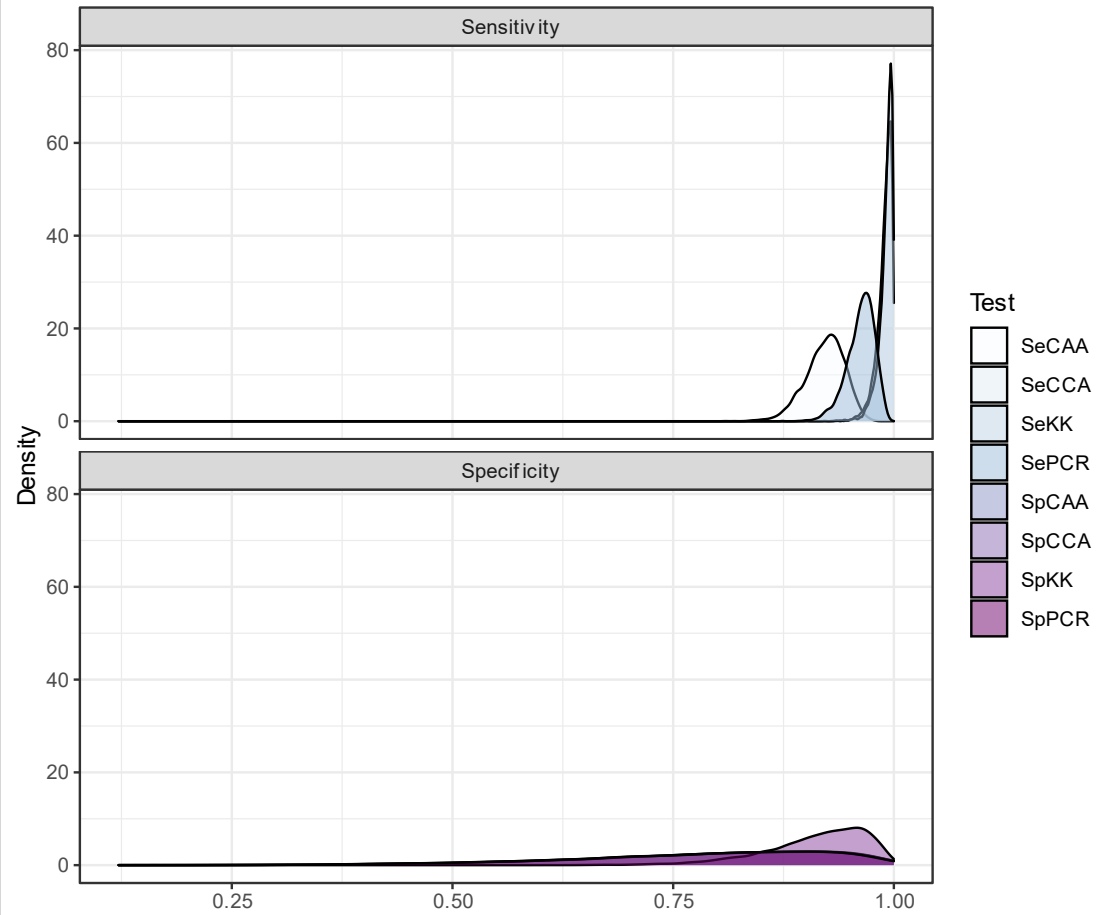 Sensitivity
80
60
40
20
0
Density
Specificity
80
60
40
20
0
0.25 0.50 0.75 1.00
Test
SeCAA
SeCCA
SeKK
SePCR
SpCAA
SpCCA
SpKK
SpPCR